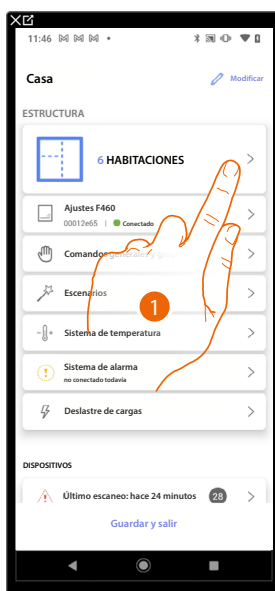 11:46
Casa
Modificar
ESTRUCTURA
6 HABITACIONES
Ajustes F460
00012e65 | Conectado
Comandos generales y g
Escenarios
1
Sistema de temperatura
Sistema de alarma
no conectado todavía
Deslastre de cargas
DISPOSITIVOS
Último escaneo: hace 24 minutos 28
Guardar y salir